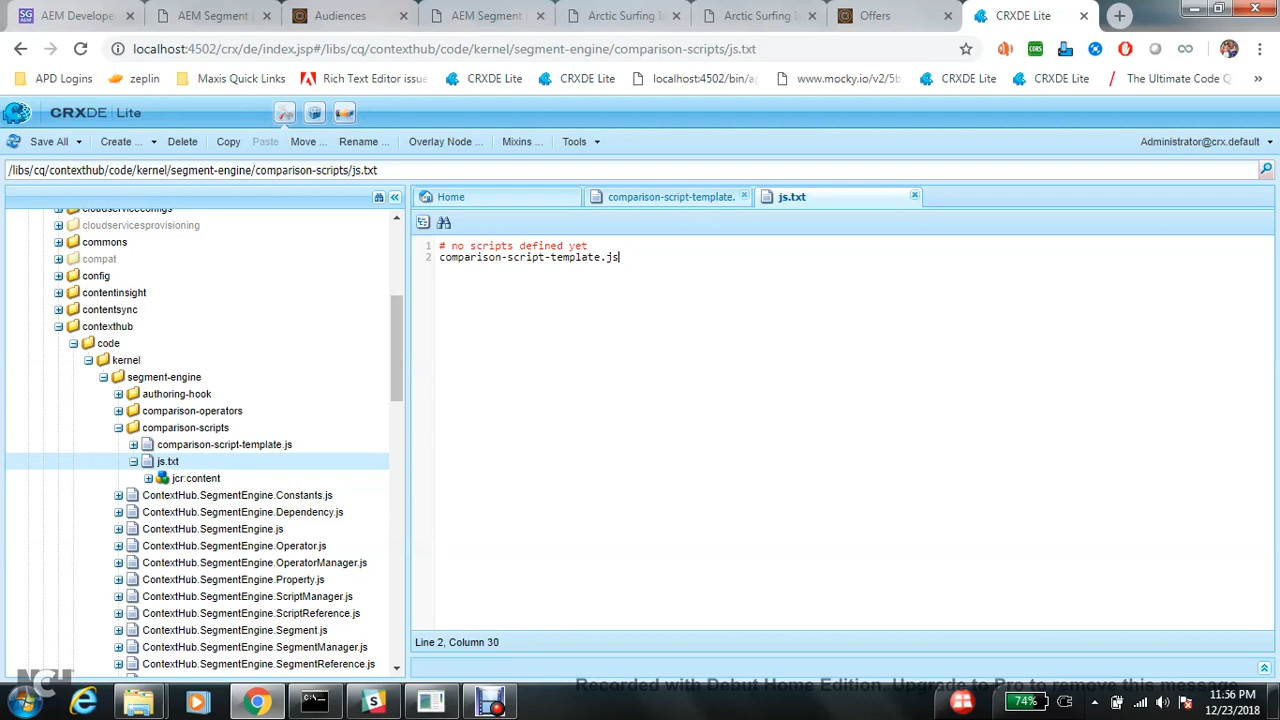 AEM Develope
AEM Segment
Audiences
AEM Segment
Arctic Surfing I
Arctic Surfing I
Offers
CRXDE Lite
localhost:4502/crx/de/index.jsp#/libs/cq/contexthub/code/kernel/segment-engine/comparison-scripts/js.txt
CORS
APD Logins
zeplin
Maxis Quick Links
Rich Text Editor issue
CRXDE Lite
CRXDE Lite
localhost:4502/bin/ap
www.mocky.io/v2/5b
CRXDE Lite
CRXDE Lite
The Ultimate Code Q
»
CRXDE | Lite
Save All
Create ...
Delete
Copy
Paste
Move ...
Rename ...
Overlay Node ...
Mixins ...
Tools
Administrator@crx.default
/libs/cq/contexthub/code/kernel/segment-engine/comparison-scripts/js.txt
Home
comparison-script-template.
js.txt
cloudserviceconfigs
cloudservicesprovisioning
commons
compat
config
contentinsight
contentsync
contexthub
code
kernel
segment-engine
authoring-hook
comparison-operators
comparison-scripts
comparison-script-template.js
js.txt
jcr:content
ContextHub.SegmentEngine.Constants.js
ContextHub.SegmentEngine.Dependency.js
ContextHub.SegmentEngine.js
ContextHub.SegmentEngine.Operator.js
ContextHub.SegmentEngine.OperatorManager.js
ContextHub.SegmentEngine.Property.js
ContextHub.SegmentEngine.ScriptManager.js
ContextHub.SegmentEngine.ScriptReference.js
ContextHub.SegmentEngine.Segment.js
ContextHub.SegmentEngine.SegmentManager.js
ContextHub.SegmentEngine.SegmentReference.js
1 # no scripts defined yet
2 comparison-script-template.js
Line 2, Column 30
NCH
Recorded with Debut Home Edition. Upgrade to Pro to remove this message
74%
11:56 PM
12/23/2018